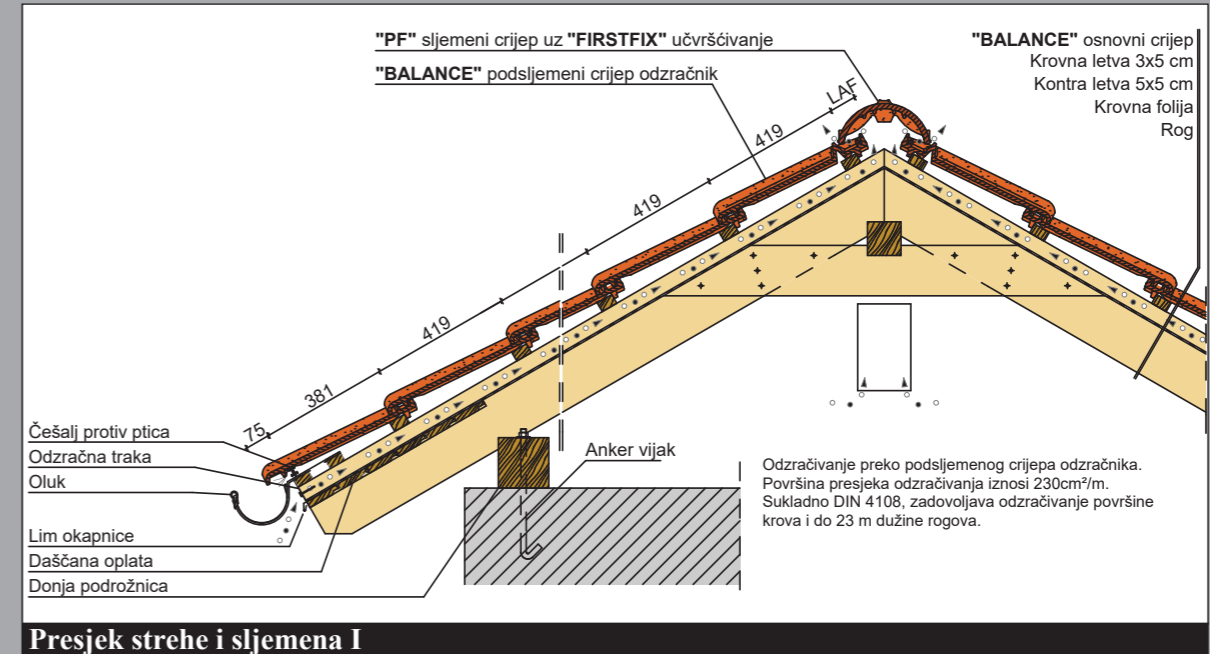 "PF" sljemeni crijep uz "FIRSTFIX" učvršćivanje
"BALANCE" podsljemeni crijep odzračnik
"BALANCE" osnovni crijep
Krovna letva 3x5 cm
Kontra letva 5x5 cm
Krovna folija
Rog
LAF
419
419
419
381
75
Češalj protiv ptica
Odzračna traka
Oluk
Lim okapnice
Daščana oplata
Donja podrožnica
Anker vijak
Odzračivanje preko podsljemenog crijepa odzračnika.
Površina presjeka odzračivanja iznosi 230cm²/m.
Sukladno DIN 4108, zadovoljava odzračivanje površine
krova i do 23 m dužine rogova.
Presjek strehe i sljemena I